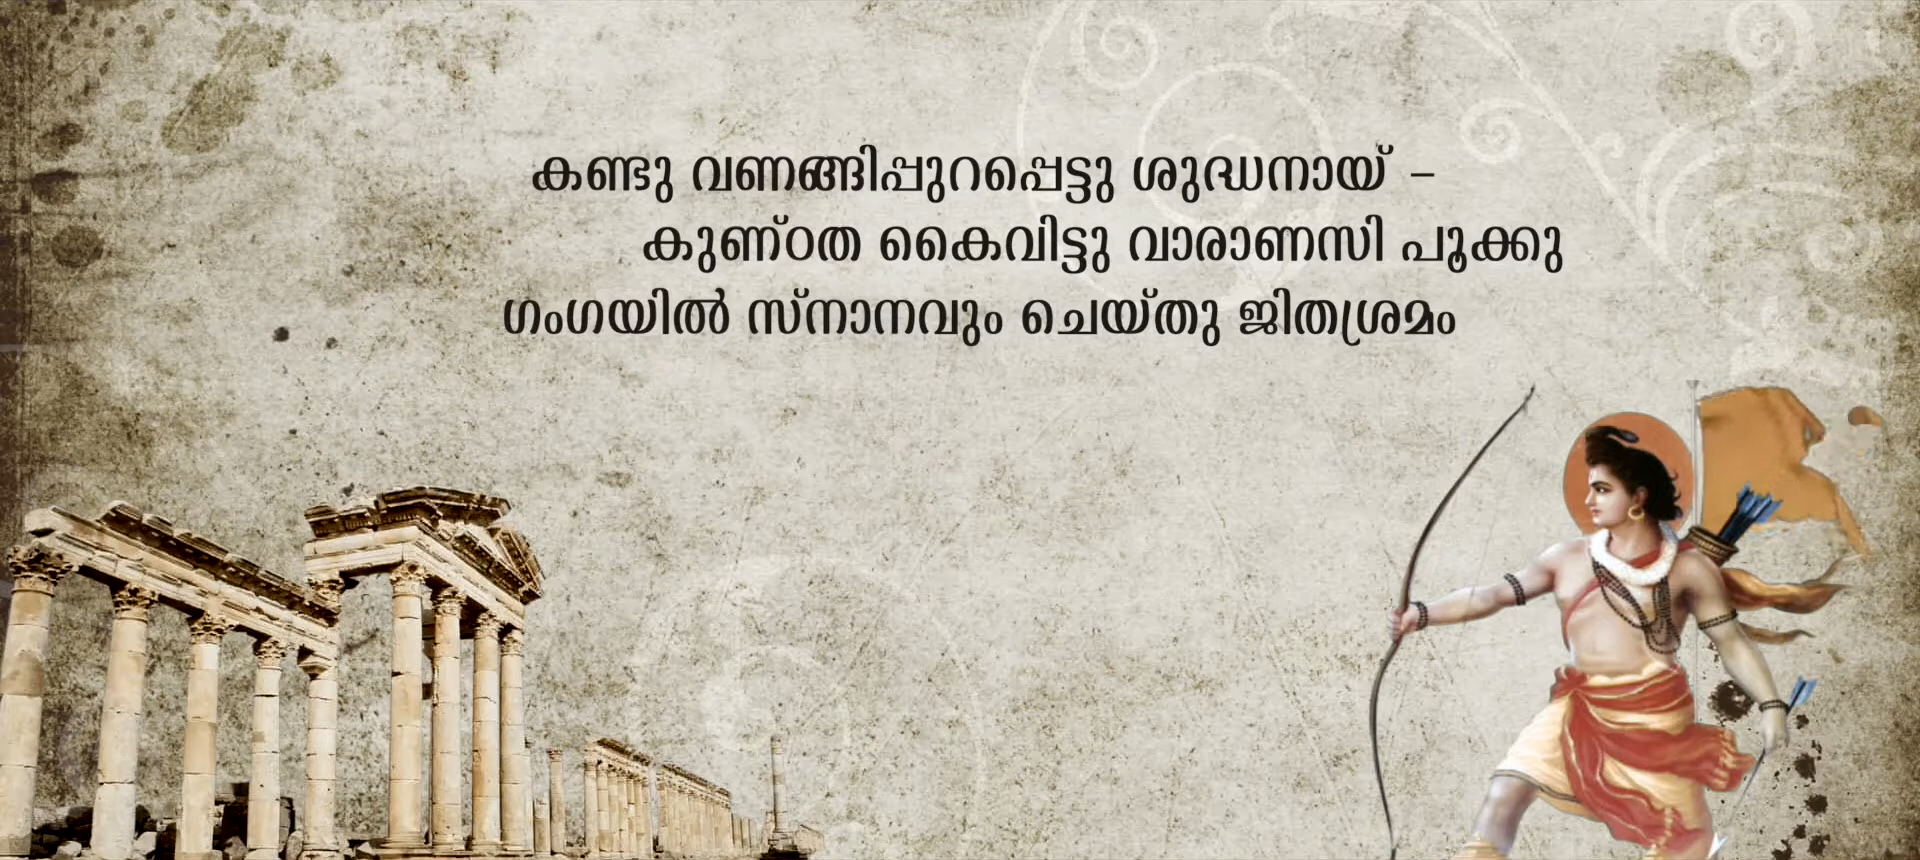 കണ്ടു വണങ്ങിപ്പുറപ്പെട്ടു ശുദ്ധനായ് –
കുണ്ഠത കൈവിട്ടു വാരാണസി പൂക്കു
ഗംഗയിൽ സ്നാനവും ചെയ്തു ജിതശ്രമം